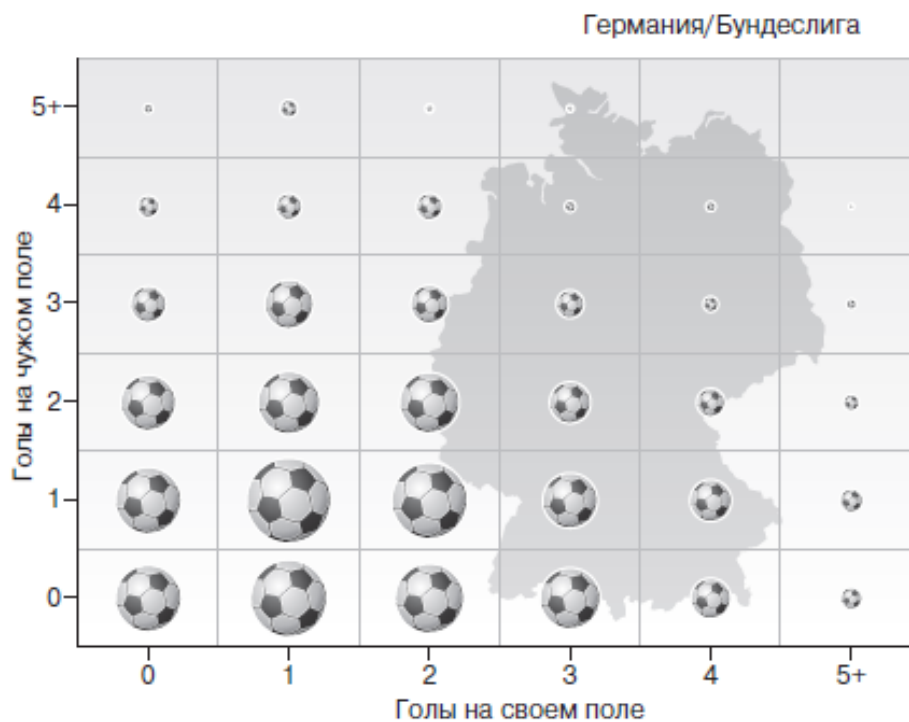 Германия/Бундеслига
Голы на чужом поле
5+
4
3
2
1
0
0 1 2 3 4 5+
Голы на своем поле